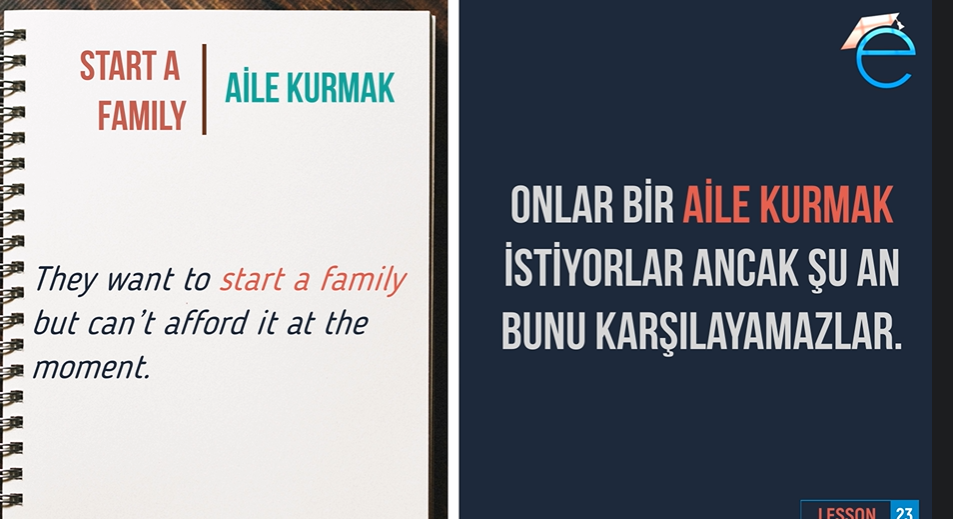 START A
FAMILY
AİLE KURMAK
They want to start a family
but can't afford it at the
moment.
e
ONLAR BİR AİLE KURMAK
İSTİYORLAR ANCAK ŞU AN
BUNU KARŞILAYAMAZLAR.
LESSON 23